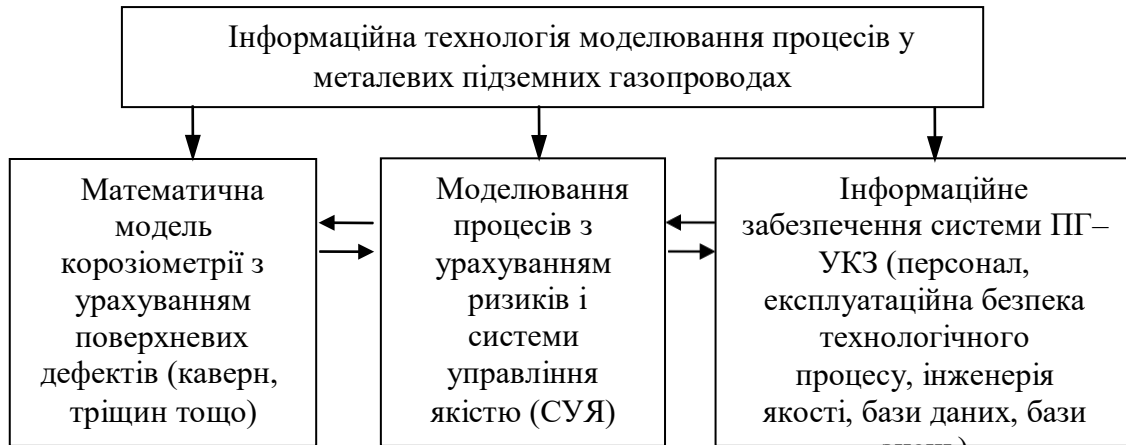 Інформаційна технологія моделювання процесів у
металевих підземних газопроводах
Математична
модель
корозіометрії з
урахуванням
поверхневих
дефектів (каверн,
тріщин тощо)
Моделювання
процесів з
урахуванням
ризиків і
системи
управління
якістю (СУЯ)
Інформаційне
забезпечення системи ПГ–
УКЗ (персонал,
експлуатаційна безпека
технологічного
процесу, інженерія
якості, бази даних, бази